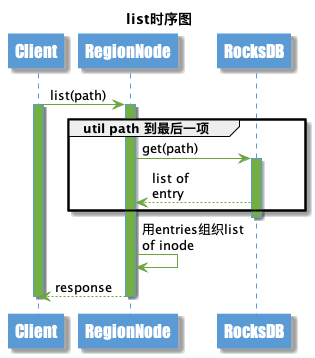 list时序图
Client
RegionNode
RocksDB
list(path)
util path 到最后一项
get(path)
list of
entry
用entries组织list
of inode
response
Client
RegionNode
RocksDB